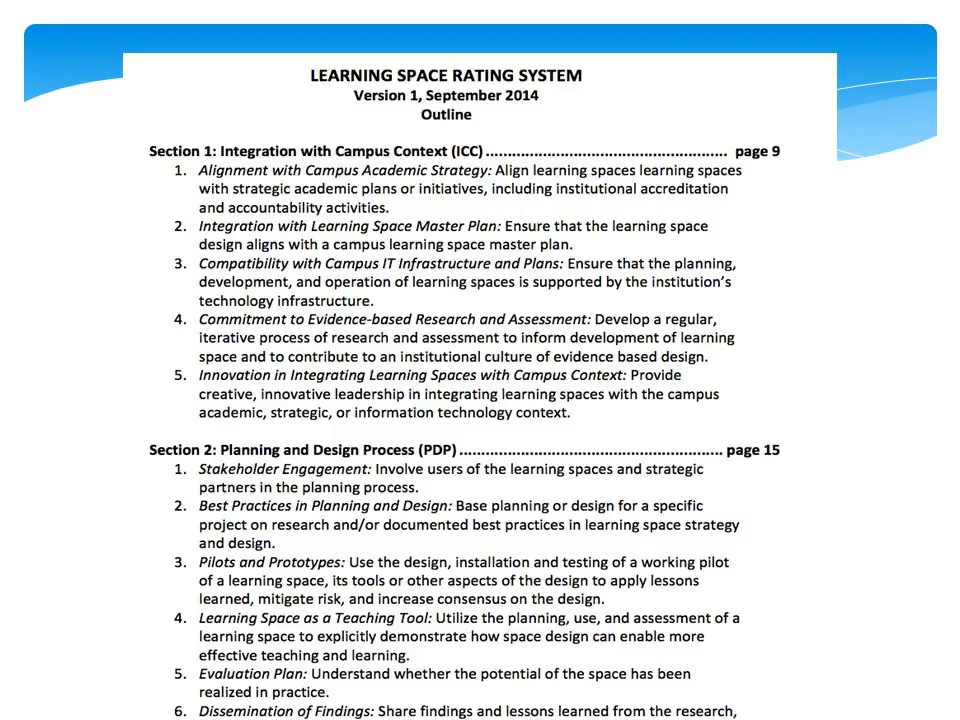 LEARNING SPACE RATING SYSTEM
Version 1, September 2014
Outline
Section 1: Integration with Campus Context (ICC) ....................................................... page 9
1. Alignment with Campus Academic Strategy: Align learning spaces learning spaces
with strategic academic plans or initiatives, including institutional accreditation
and accountability activities.
2. Integration with Learning Space Master Plan: Ensure that the learning space
design aligns with a campus learning space master plan.
3. Compatibility with Campus IT Infrastructure and Plans: Ensure that the planning,
development, and operation of learning spaces is supported by the institution's
technology infrastructure.
4. Commitment to Evidence-based Research and Assessment: Develop a regular,
iterative process of research and assessment to inform development of learning
space and to contribute to an institutional culture of evidence based design.
5. Innovation in Integrating Learning Spaces with Campus Context: Provide
creative, innovative leadership in integrating learning spaces with the campus
academic, strategic, or information technology context.
Section 2: Planning and Design Process (PDP) ............................................................ page 15
1. Stakeholder Engagement: Involve users of the learning spaces and strategic
partners in the planning process.
2. Best Practices in Planning and Design: Base planning or design for a specific
project on research and/or documented best practices in learning space strategy
and design.
3. Pilots and Prototypes: Use the design, installation and testing of a working pilot
of a learning space, its tools or other aspects of the design to apply lessons
learned, mitigate risk, and increase consensus on the design.
4. Learning Space as a Teaching Tool: Utilize the planning, use, and assessment of a
learning space to explicitly demonstrate how space design can enable more
effective teaching and learning.
5. Evaluation Plan: Understand whether the potential of the space has been
realized in practice.
6. Dissemination of Findings: Share findings and lessons learned from the research,